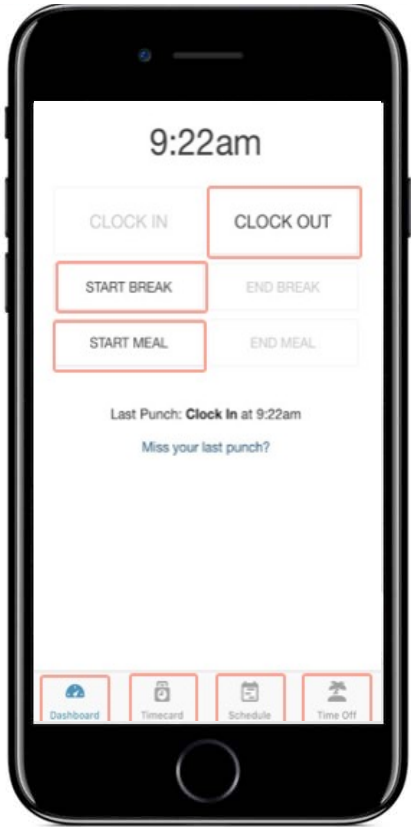 9:22am
CLOCK IN CLOCK OUT
START BREAK END BREAK
START MEAL END MEAL
Last Punch: Clock In at 9:22am
Miss your last punch?
Dashboard Timecard Schedule Time Off